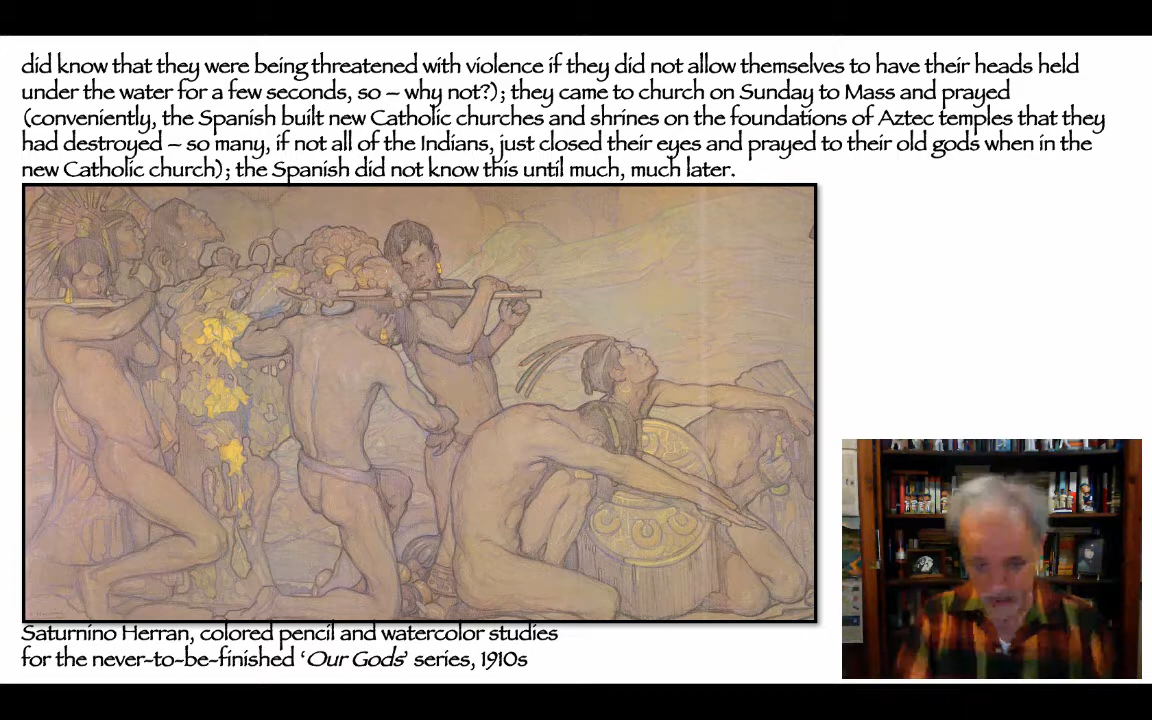 did know that they were being threatened with violence if they did not allow themselves to have their heads held
under the water for a few seconds, so – why not?); they came to church on Sunday to Mass and prayed
(conveniently, the Spanish built new Catholic churches and shrines on the foundations of Aztec temples that they
had destroyed – so many, if not all of the Indians, just closed their eyes and prayed to their old gods when in the
new Catholic church); the Spanish did not know this until much, much later.
Saturnino Herran, colored pencil and watercolor studies
for the never-to-be-finished ‘Our Gods’ series, 1910s